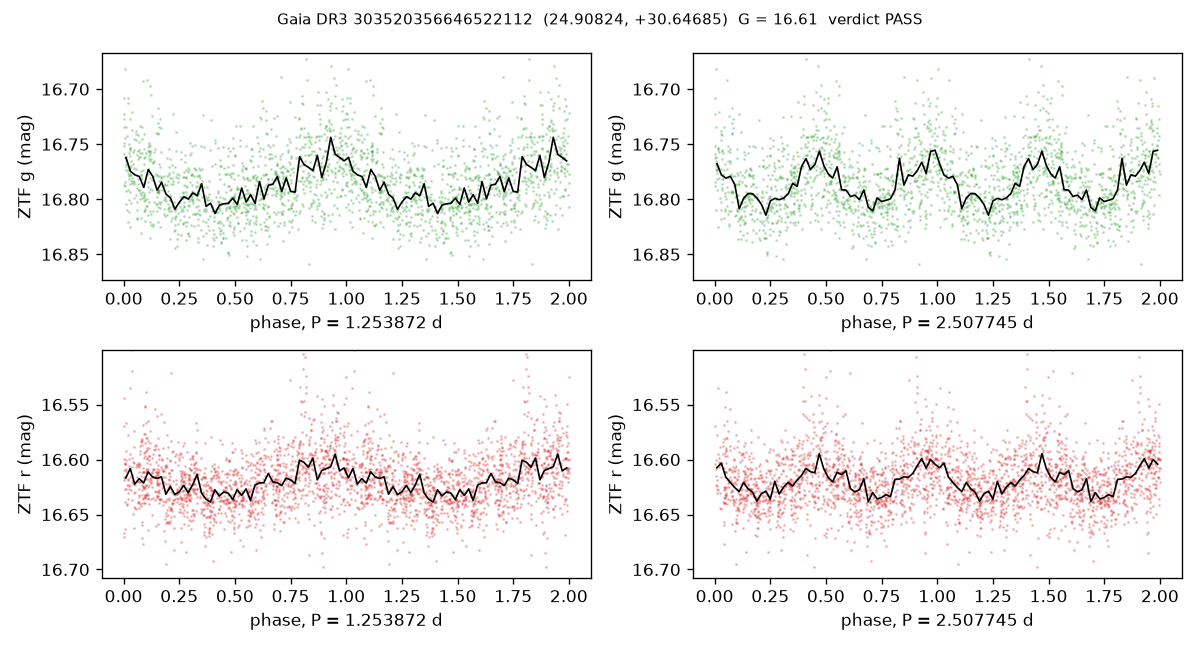 Gaia DR3 303520356646522112 (24.90824, +30.64685) G = 16.61 verdict PASS
ZTF g (mag)
16.70
16.75
16.80
16.85
0.00 0.25 0.50 0.75 1.00 1.25 1.50 1.75 2.00
phase, P = 1.253872 d
ZTF g (mag)
16.70
16.75
16.80
16.85
0.00 0.25 0.50 0.75 1.00 1.25 1.50 1.75 2.00
phase, P = 2.507745 d
ZTF r (mag)
16.55
16.60
16.65
16.70
0.00 0.25 0.50 0.75 1.00 1.25 1.50 1.75 2.00
phase, P = 1.253872 d
ZTF r (mag)
16.55
16.60
16.65
16.70
0.00 0.25 0.50 0.75 1.00 1.25 1.50 1.75 2.00
phase, P = 2.507745 d